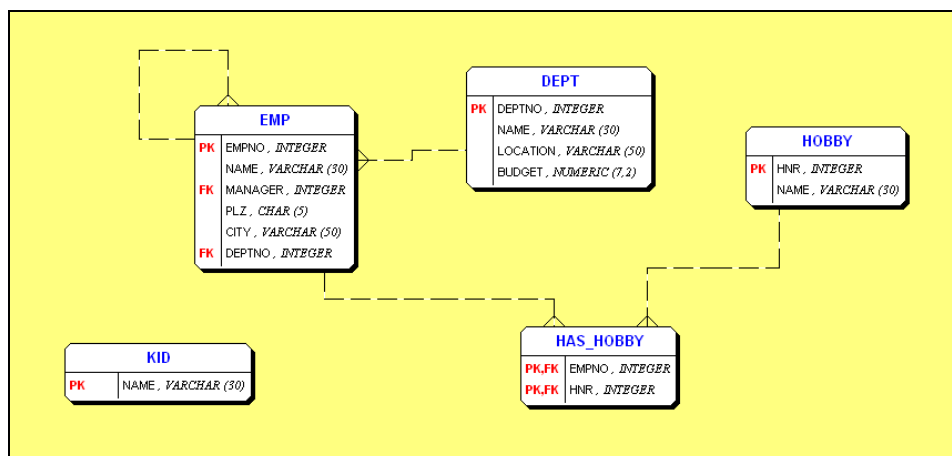 EMP
PK EMPNO , INTEGER
NAME , VARCHAR (30)
FK MANAGER , INTEGER
PLZ , CHAR (5)
CITY , VARCHAR (50)
FK DEPTNO , INTEGER
DEPT
PK DEPTNO , INTEGER
NAME , VARCHAR (30)
LOCATION , VARCHAR (50)
BUDGET , NUMERIC (7,2)
HOBBY
PK HNR , INTEGER
NAME , VARCHAR (30)
KID
PK NAME , VARCHAR (30)
HAS_HOBBY
PK,FK EMPNO , INTEGER
PK,FK HNR , INTEGER